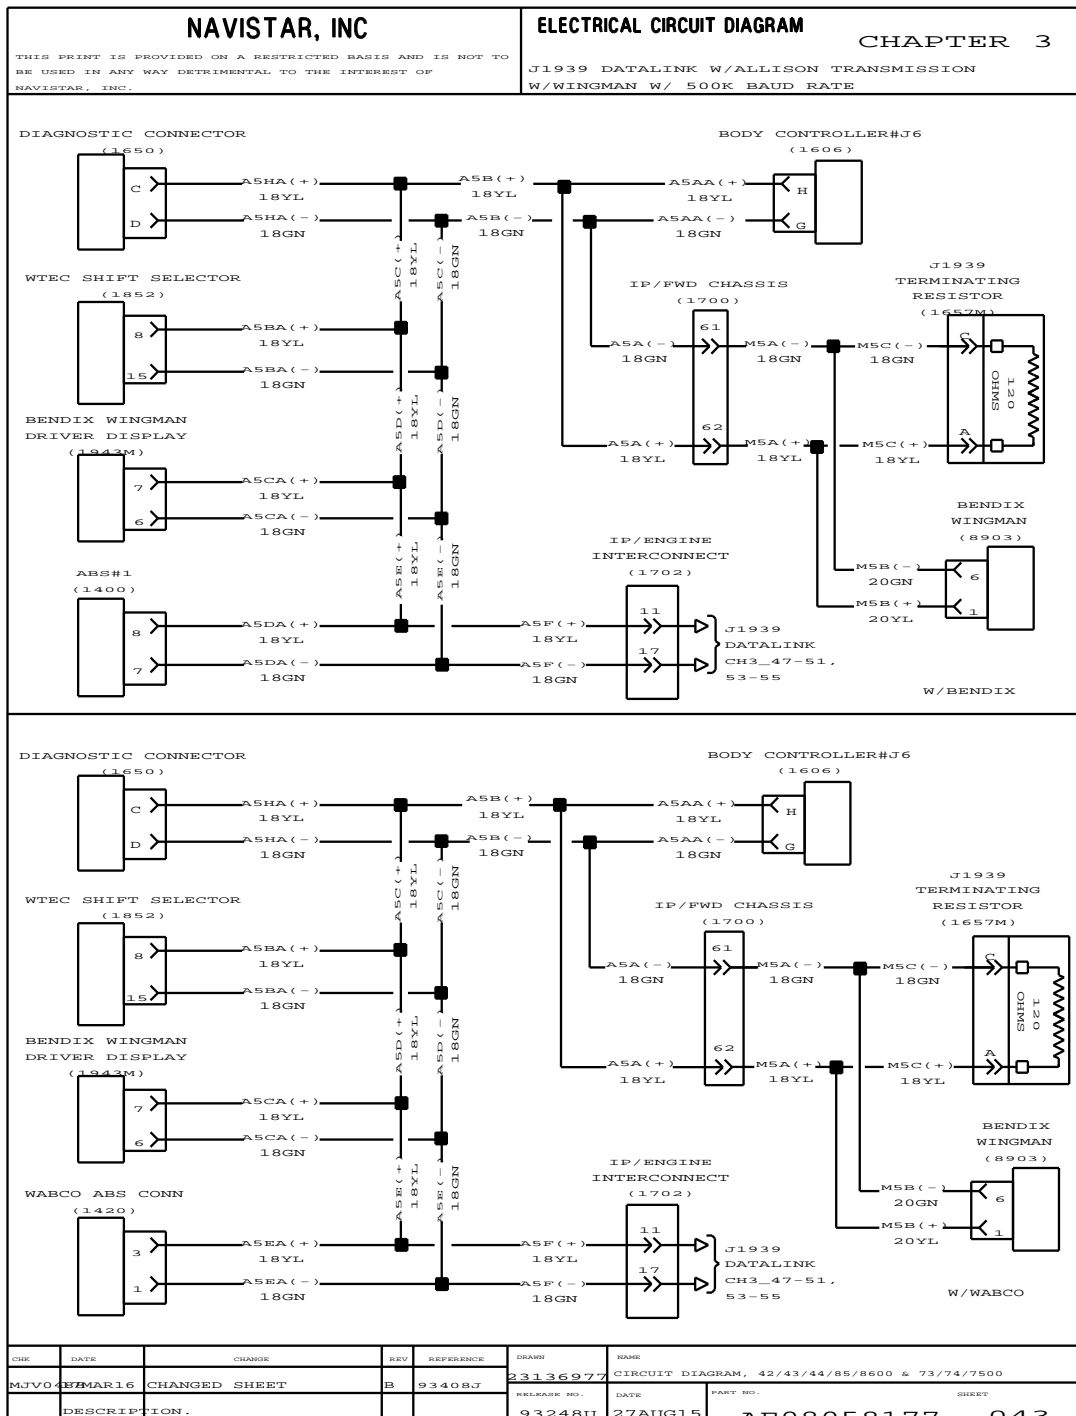 NAVISTAR, INC
THIS PRINT IS PROVIDED ON A RESTRICTED BASIS AND IS NOT TO
BE USED IN ANY WAY DETRIMENTAL TO THE INTEREST OF
NAVISTAR, INC.
ELECTRICAL CIRCUIT DIAGRAM
CHAPTER 3
J1939 DATALINK W/ALLISON TRANSMISSION
W/WINGMAN W/ 500K BAUD RATE
DIAGNOSTIC CONNECTOR
(1650)
C
D
A5HA(+)
18YL
A5HA(-)
18GN
A5B(+)
18YL
A5B(-)
18GN
A5AA(+)
18YL
A5AA(-)
18GN
BODY CONTROLLER#J6
(1606)
H
G
A5C(+)
18YL
A5C(-)
18GN
WTEC SHIFT SELECTOR
(1852)
8
15
A5BA(+)
18YL
A5BA(-)
18GN
IP/FWD CHASSIS
(1700)
61
62
A5A(-)
18GN
M5A(-)
18GN
M5C(-)
18GN
A5A(+)
18YL
M5A(+)
18YL
M5C(+)
18YL
J1939
TERMINATING
RESISTOR
(1657M)
C
A
120
OHMS
A5D(+)
18YL
A5D(-)
18GN
BENDIX WINGMAN
DRIVER DISPLAY
(1943M)
7
6
A5CA(+)
18YL
A5CA(-)
18GN
BENDIX
WINGMAN
(8903)
6
1
M5B(-)
20GN
M5B(+)
20YL
A5E(+)
18YL
A5E(-)
18GN
ABS#1
(1400)
8
7
A5DA(+)
18YL
A5DA(-)
18GN
A5F(+)
18YL
A5F(-)
18GN
IP/ENGINE
INTERCONNECT
(1702)
11
17
J1939
DATALINK
CH3_47-51,
53-55
W/BENDIX
DIAGNOSTIC CONNECTOR
(1650)
C
D
A5HA(+)
18YL
A5HA(-)
18GN
A5B(+)
18YL
A5B(-)
18GN
A5AA(+)
18YL
A5AA(-)
18GN
BODY CONTROLLER#J6
(1606)
H
G
A5C(+)
18YL
A5C(-)
18GN
WTEC SHIFT SELECTOR
(1852)
8
15
A5BA(+)
18YL
A5BA(-)
18GN
IP/FWD CHASSIS
(1700)
61
62
A5A(-)
18GN
M5A(-)
18GN
M5C(-)
18GN
A5A(+)
18YL
M5A(+)
18YL
M5C(+)
18YL
J1939
TERMINATING
RESISTOR
(1657M)
C
A
120
OHMS
A5D(+)
18YL
A5D(-)
18GN
BENDIX WINGMAN
DRIVER DISPLAY
(1943M)
7
6
A5CA(+)
18YL
A5CA(-)
18GN
BENDIX
WINGMAN
(8903)
6
1
M5B(-)
20GN
M5B(+)
20YL
A5E(+)
18YL
A5E(-)
18GN
WABCO ABS CONN
(1420)
3
1
A5EA(+)
18YL
A5EA(-)
18GN
A5F(+)
18YL
A5F(-)
18GN
IP/ENGINE
INTERCONNECT
(1702)
11
17
J1939
DATALINK
CH3_47-51,
53-55
W/WABCO
CHK DATE CHANGE REV REFERENCE DRAWN NAME
CHANGED SHEET B 93408J 23136977 CIRCUIT DIAGRAM, 42/43/44/85/8600 & 73/74/7500
RELEASE NO. DATE PART NO. SHEET
DESCRIPTION. 93248U 27AUG15